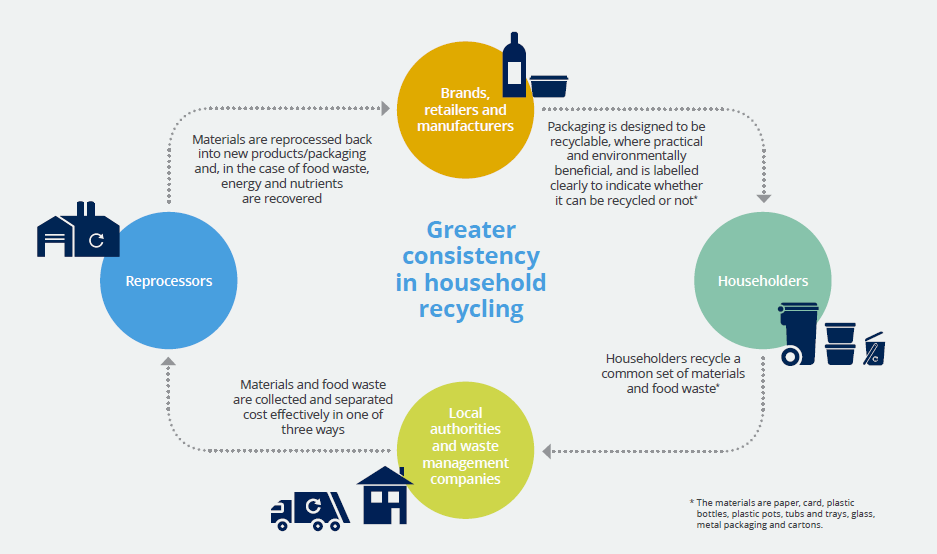 Brands,
retailers and
manufacturers
Packaging is designed to be
recyclable, where practical
and environmentally
beneficial, and is labelled
clearly to indicate whether
it can be recycled or not*
Householders
Householders recycle a
common set of materials
and food waste*
Local
authorities
and waste
management
companies
Materials and food waste
are collected and separated
cost effectively in one of
three ways
Reprocessors
Materials are reprocessed back
into new products/packaging
and, in the case of food waste,
energy and nutrients
are recovered
Greater
consistency
in household
recycling
* The materials are paper, card, plastic
bottles, plastic pots, tubs and trays, glass,
metal packaging and cartons.